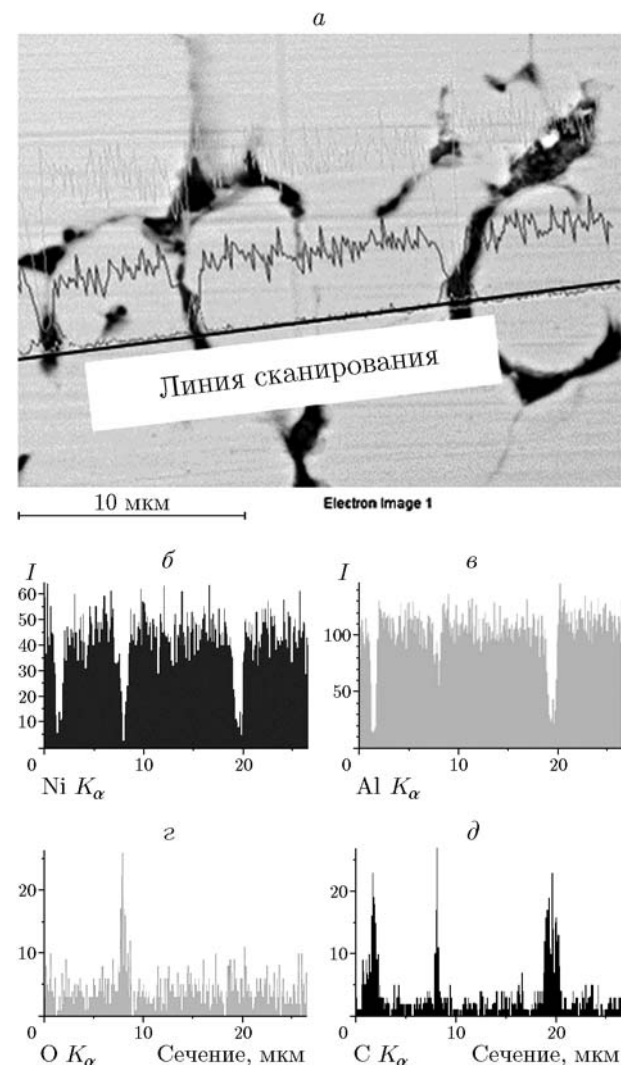 а
Линия сканирования
10 мкм
Electron Image 1
б
в
I
I
60
50
40
30
20
10
100
50
0
10
20
0
10
20
Ni Kα
Al Kα
г
д
20
10
20
10
0
10
20
0
10
20
O Kα
Сечение, мкм
C Kα
Сечение, мкм